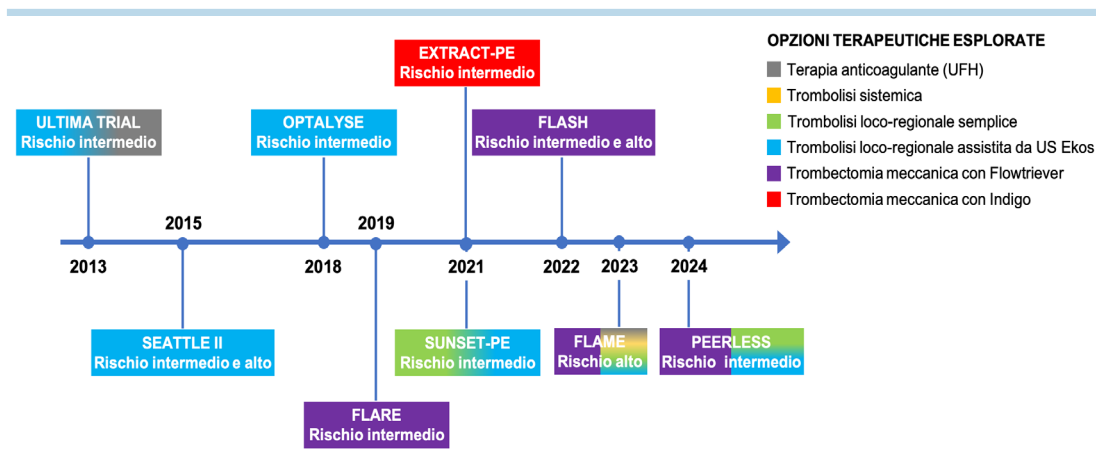 EXTRACT-PE
Rischio intermedio
OPZIONI TERAPEUTICHE ESPLORATE
Terapia anticoagulante (UFH)
Trombolisi sistemica
Trombolisi loco-regionale semplice
Trombolisi loco-regionale assistita da US Ekos
Trombectomia meccanica con Flowtriever
Trombectomia meccanica con Indigo
ULTIMA TRIAL
Rischio intermedio
OPTALYSE
Rischio intermedio
FLASH
Rischio intermedio e alto
2015
2019
2013
2018
2021
2022
2023
2024
SEATTLE II
Rischio intermedio e alto
SUNSET-PE
Rischio intermedio
FLAME
Rischio alto
PEERLESS
Rischio intermedio
FLARE
Rischio intermedio